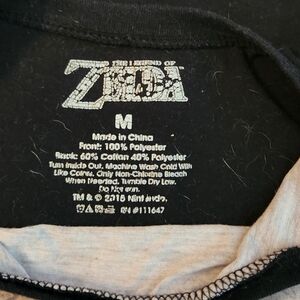 THE LEGEND OF
ZELDA
M
Made in China
Front: 100% Polyester
Back: 60% Cotton 40% Polyester
Turn Inside Out, Machine Wash Cold With
Like Colors, Only Non-Chlorine Bleach
When Needed, Tumble Dry Low,
Do Not Iron.
TM & © 2016 Nintendo.
RN #111647